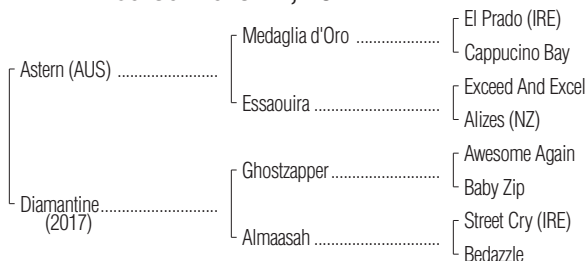 El Prado (IRE)
Medaglia d'Oro
Cappucino Bay
Astern (AUS)
Exceed And Excel
Essaouira
Alizes (NZ)
Awesome Again
Ghostzapper
Baby Zip
Diamantine
(2017)
Street Cry (IRE)
Almaasah
Bedazzle